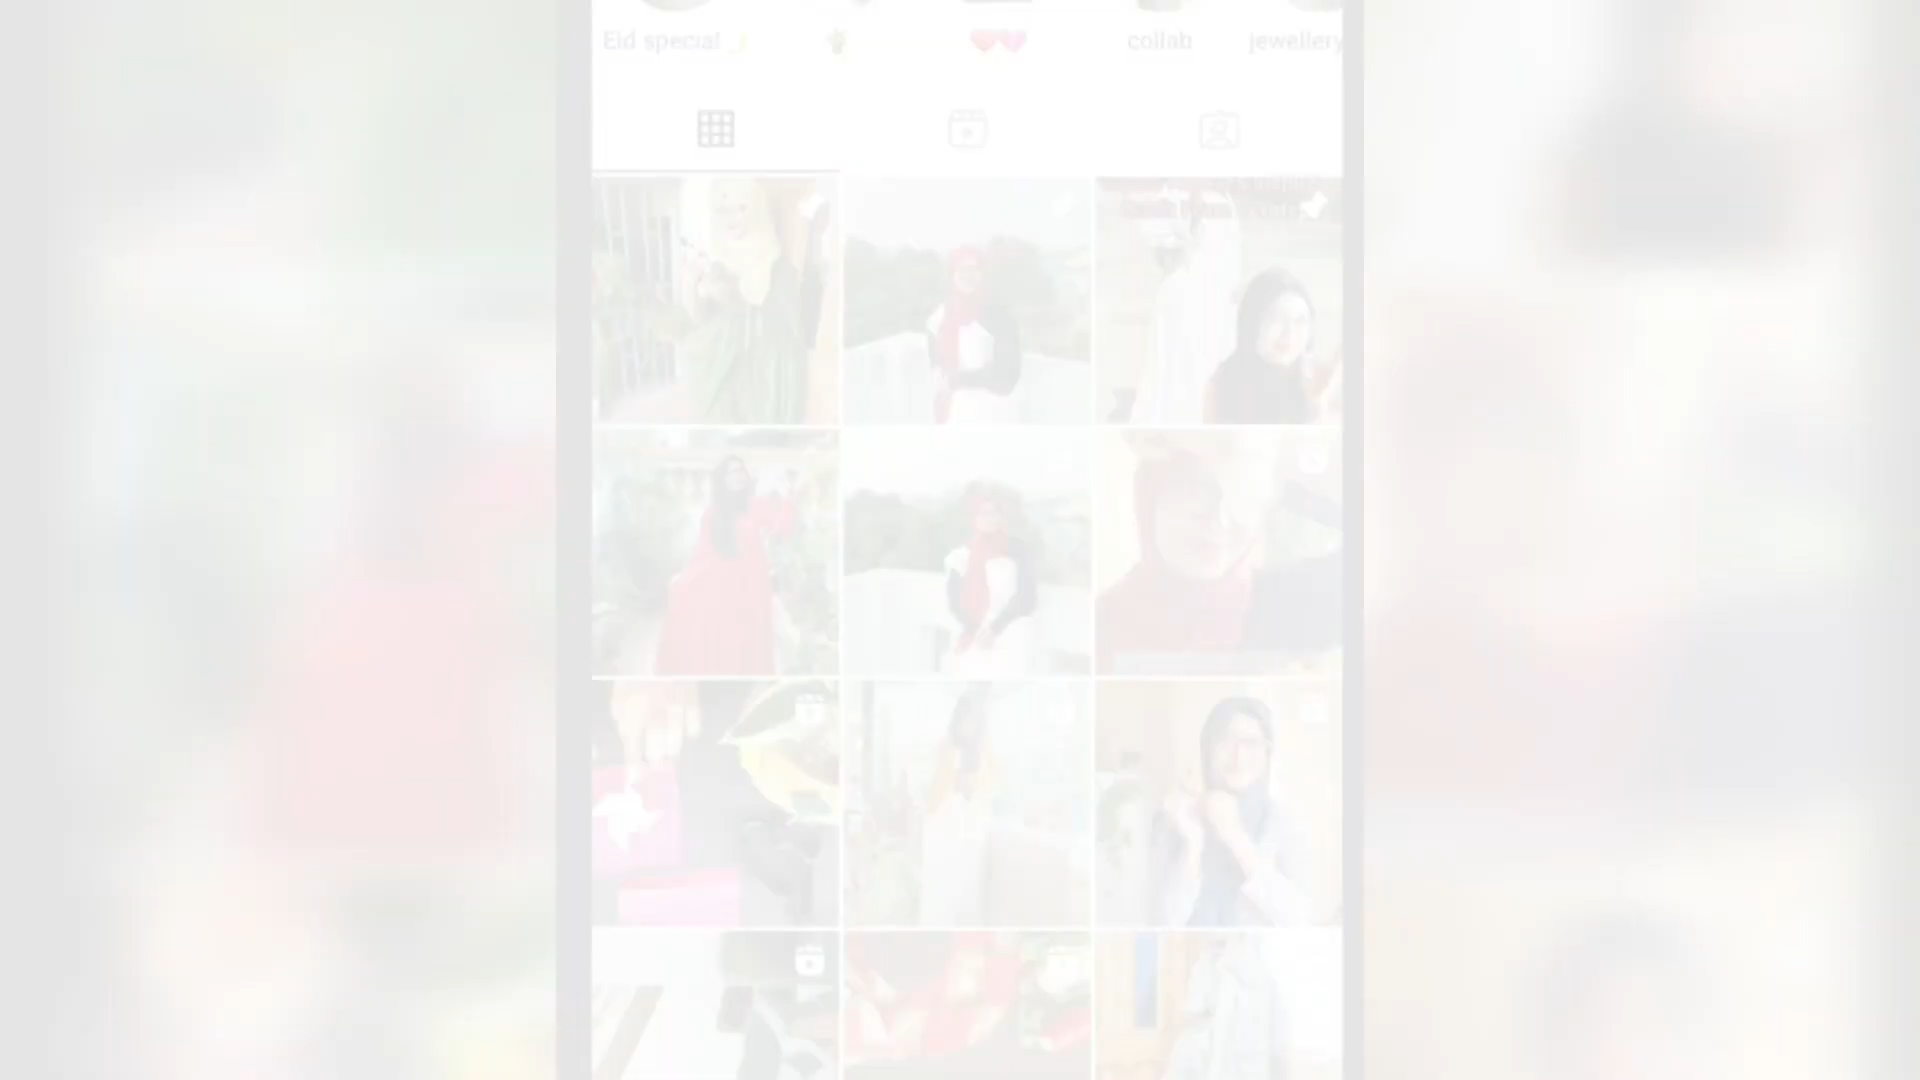 Eid special 🌙
🌵
❤️💔
collab
jewellery